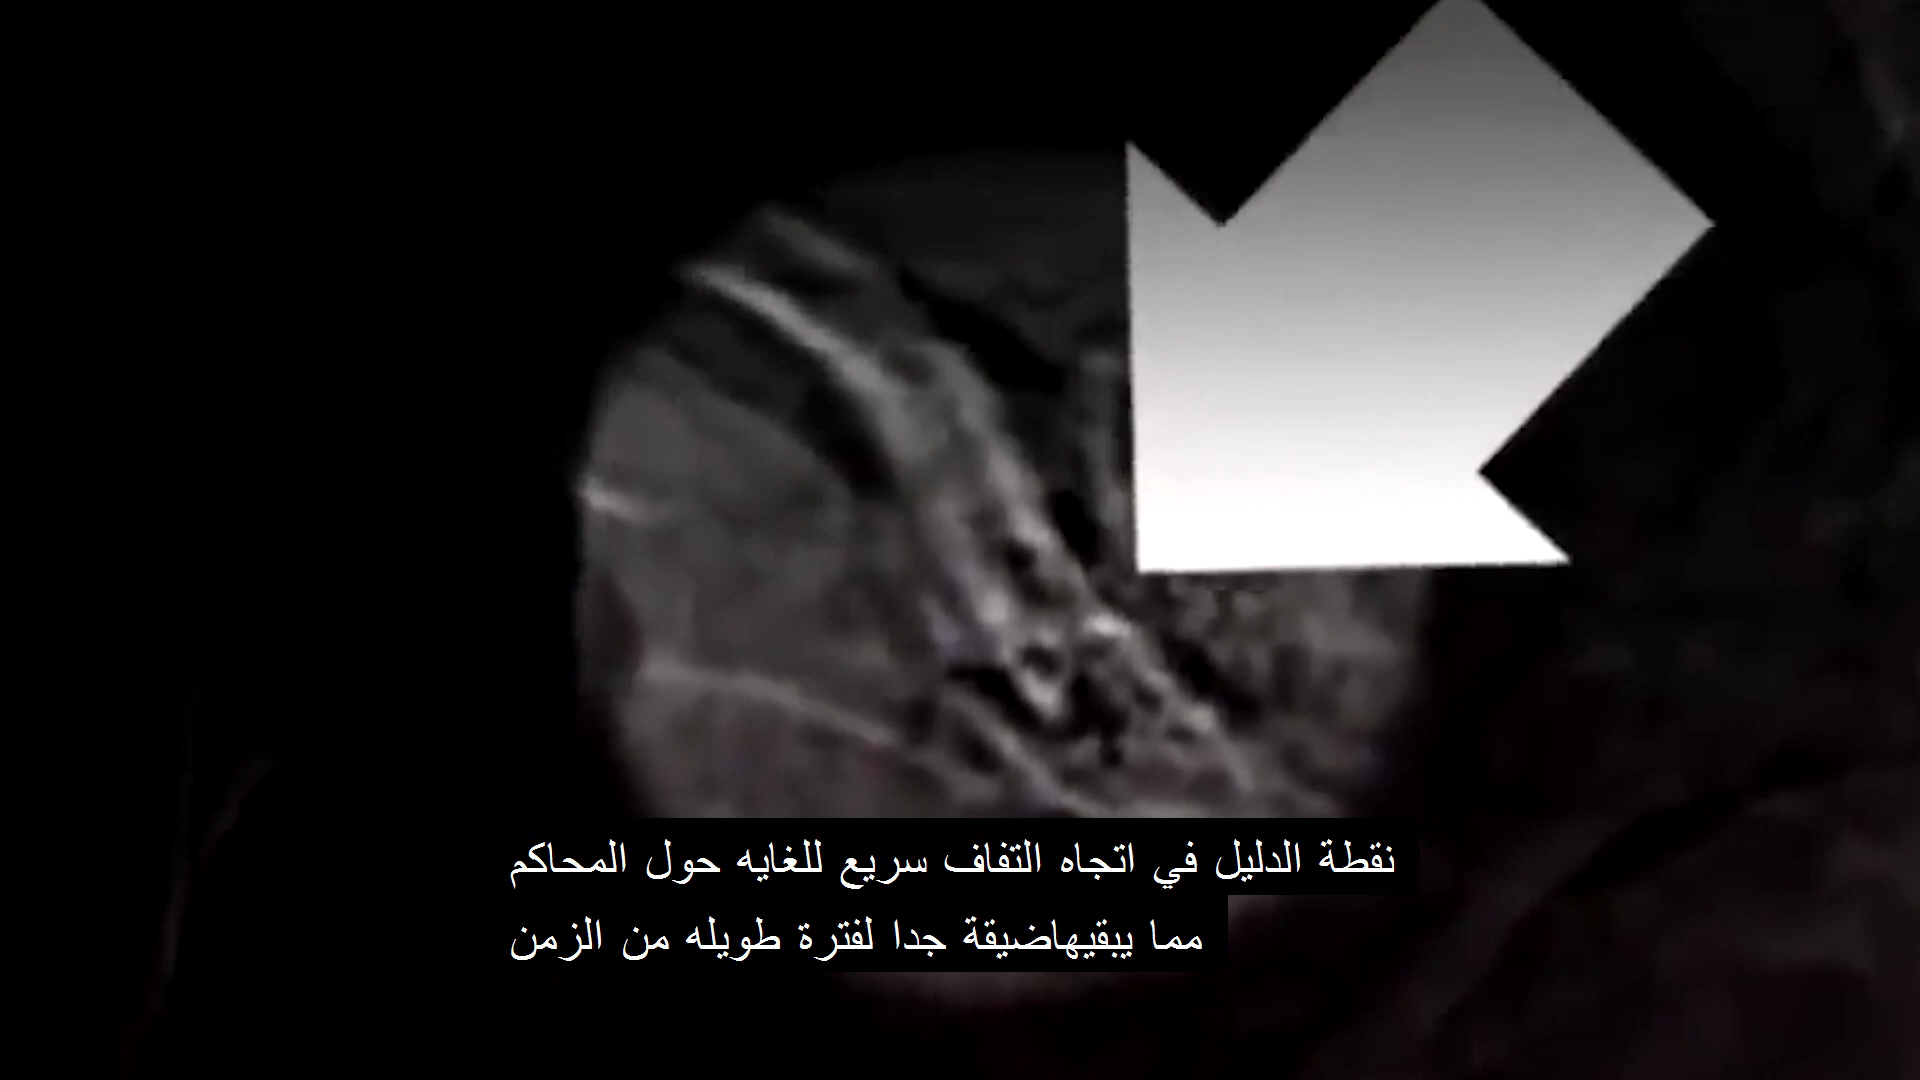 نقطة الدليل في اتجاه التفاف سريع للغايه حول المحاكم
مما يبقيهاضيقة جدا لفترة طويله من الزمن